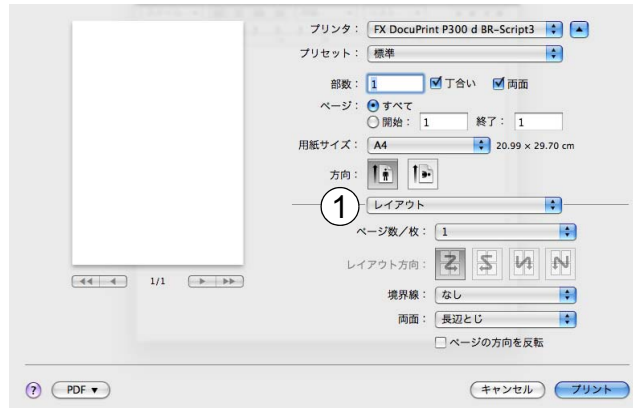 プリンタ： FX DocuPrint P300 d BR-Script3
プリセット： 標準
部数： 1 丁合い 両面
ページ： すべて
開始： 1 終了： 1
用紙サイズ： A4 20.99 × 29.70 cm
方向：
① レイアウト
ページ数／枚： 1
レイアウト方向：
1/1
境界線： なし
両面： 長辺とじ
ページの方向を反転
? PDF ▼ キャンセル プリント